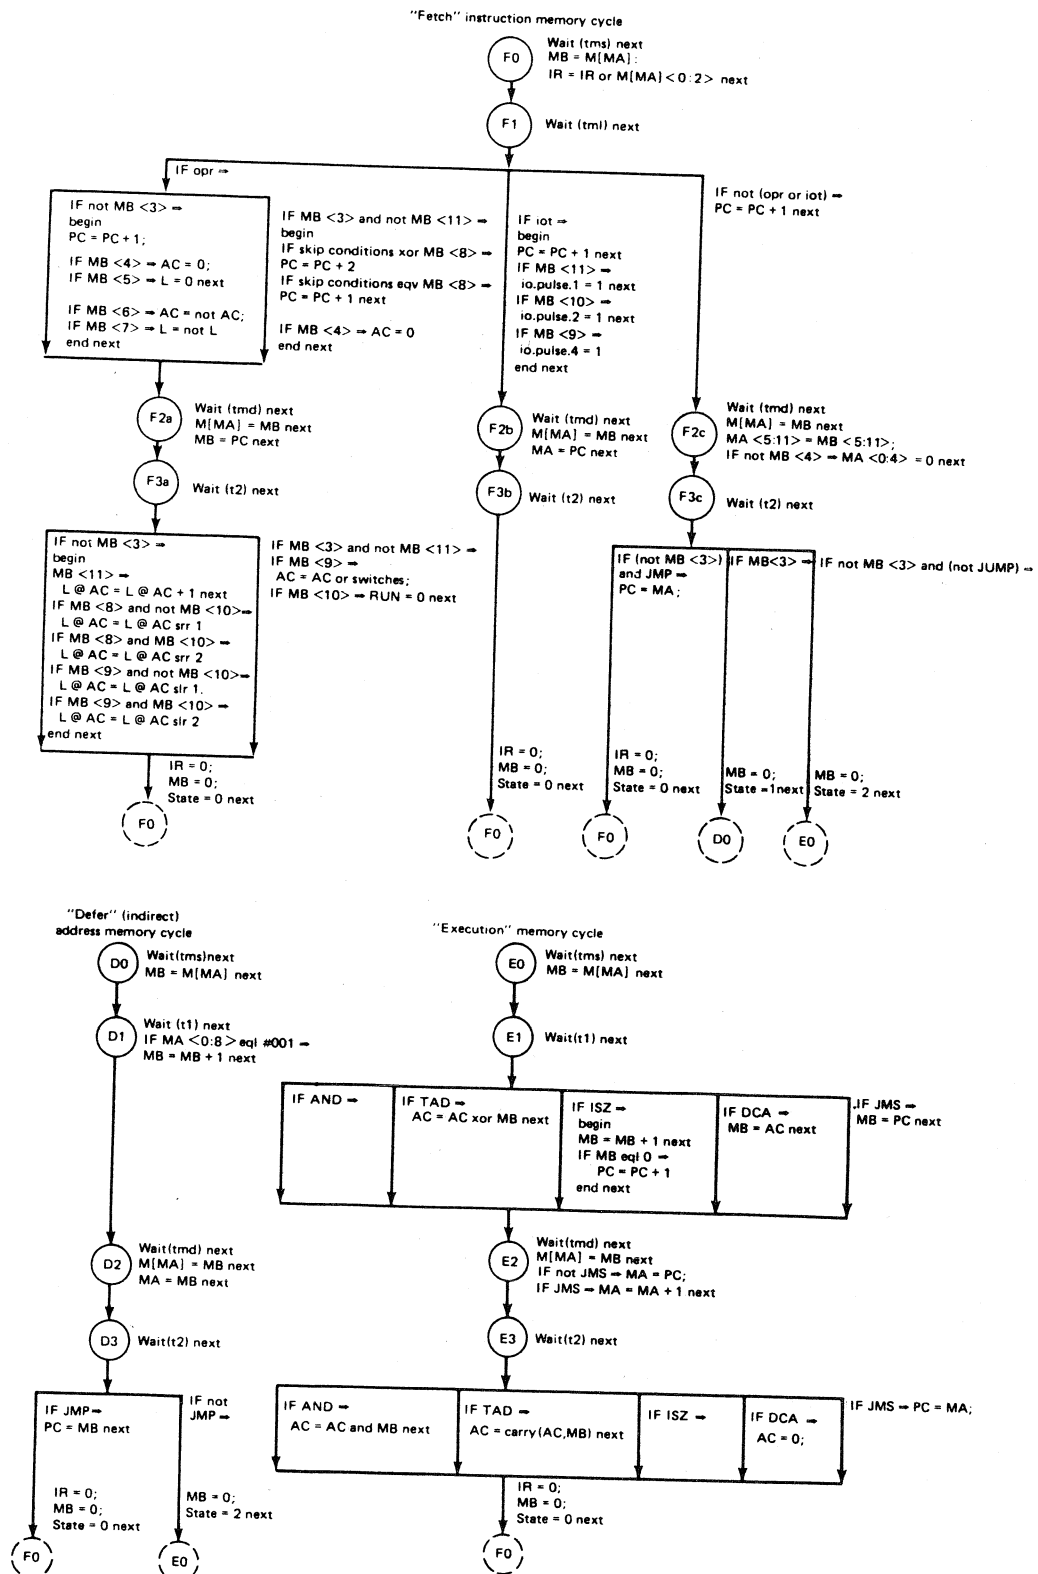 "Fetch" instruction memory cycle
F0
Wait (tms) next
MB = M[MA] :
IR = IR or M[MA] <0:2> next
F1
Wait (tml) next
IF opr ⇒
IF not MB <3> ⇒
begin
PC = PC + 1;
IF MB <4> ⇒ AC = 0;
IF MB <5> ⇒ L = 0 next
IF MB <6> ⇒ AC = not AC;
IF MB <7> ⇒ L = not L
end next
IF MB <3> and not MB <11> ⇒
begin
IF skip conditions xor MB <8> ⇒
PC = PC + 2
IF skip conditions eqv MB <8> ⇒
PC = PC + 1 next
IF MB <4> ⇒ AC = 0
end next
IF iot ⇒
begin
PC = PC + 1 next
IF MB <11> ⇒
io.pulse.1 = 1 next
IF MB <10> ⇒
io.pulse.2 = 1 next
IF MB <9> ⇒
io.pulse.4 = 1
end next
IF not (opr or iot) ⇒
PC = PC + 1 next
F2a
Wait (tmd) next
M[MA] = MB next
MB = PC next
F3a
Wait (t2) next
F2b
Wait (tmd) next
M[MA] = MB next
MA = PC next
F3b
Wait (t2) next
F2c
Wait (tmd) next
M[MA] = MB next
MA <5:11> = MB <5:11>;
IF not MB <4> ⇒ MA <0:4> = 0 next
F3c
Wait (t2) next
IF not MB <3> ⇒
begin
MB <11> ⇒
L @ AC = L @ AC + 1 next
IF MB <8> and not MB <10> ⇒
L @ AC = L @ AC srr 1
IF MB <8> and MB <10> ⇒
L @ AC = L @ AC srr 2
IF MB <9> and not MB <10> ⇒
L @ AC = L @ AC slr 1.
IF MB <9> and MB <10> ⇒
L @ AC = L @ AC slr 2
end next
IF MB <3> and not MB <11> ⇒
IF MB <9> ⇒
AC = AC or switches;
IF MB <10> ⇒ RUN = 0 next
IF (not MB <3>)
and JMP ⇒
PC = MA ;
IF MB<3> ⇒
IF not MB <3> and (not JUMP) ⇒
IR = 0;
MB = 0;
State = 0 next
F0
IR = 0;
MB = 0;
State = 0 next
F0
IR = 0;
MB = 0;
State = 0 next
F0
MB = 0;
State = 1 next
D0
MB = 0;
State = 2 next
E0
"Defer" (indirect)
address memory cycle
D0
Wait(tms)next
MB = M[MA] next
D1
Wait (t1) next
IF MA <0:8> eql #001 ⇒
MB = MB + 1 next
D2
Wait(tmd) next
M[MA] = MB next
MA = MB next
D3
Wait(t2) next
IF JMP ⇒
PC = MB next
IF not
JMP ⇒
IR = 0;
MB = 0;
State = 0 next
F0
MB = 0;
State = 2 next
E0
"Execution" memory cycle
E0
Wait(tms) next
MB = M[MA] next
E1
Wait(t1) next
IF AND ⇒
IF TAD ⇒
AC = AC xor MB next
IF ISZ ⇒
begin
MB = MB + 1 next
IF MB eql 0 ⇒
PC = PC + 1
end next
IF DCA ⇒
MB = AC next
IF JMS ⇒
MB = PC next
E2
Wait(tmd) next
M[MA] = MB next
IF not JMS ⇒ MA = PC;
IF JMS ⇒ MA = MA + 1 next
E3
Wait(t2) next
IF AND ⇒
AC = AC and MB next
IF TAD ⇒
AC = carry(AC,MB) next
IF ISZ ⇒
IF DCA ⇒
AC = 0;
IF JMS ⇒ PC = MA;
IR = 0;
MB = 0;
State = 0 next
F0